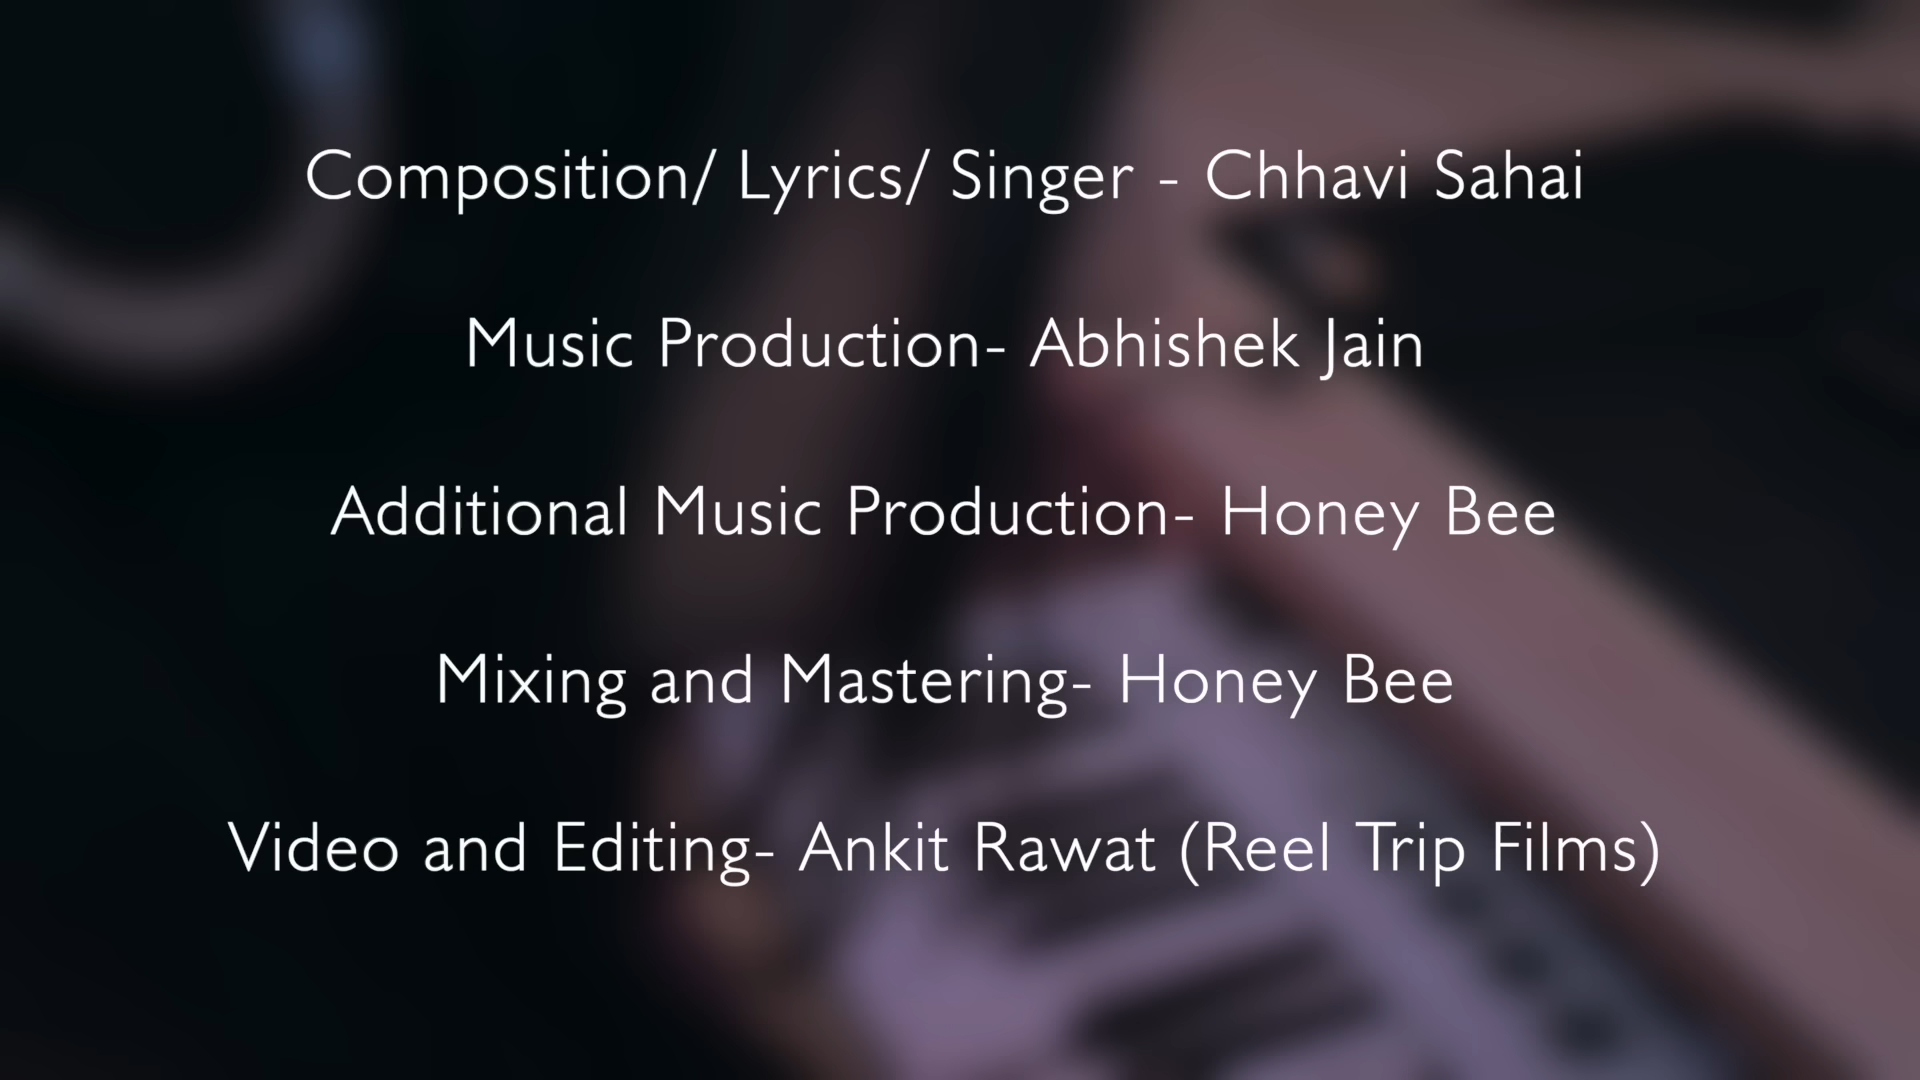 Composition/ Lyrics/ Singer - Chhavi Sahai
Music Production- Abhishek Jain
Additional Music Production- Honey Bee
Mixing and Mastering- Honey Bee
Video and Editing- Ankit Rawat (Reel Trip Films)